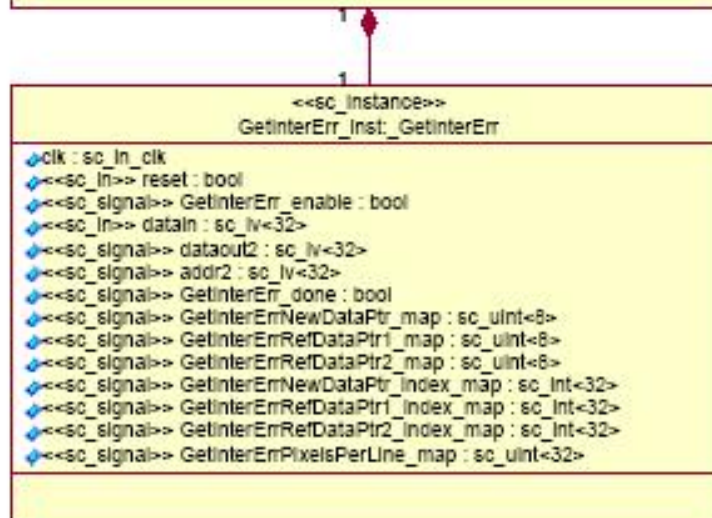 1
1
<<sc_instance>>
GetInterErr_Inst:_GetInterErr
clk : sc_in_clk
<<sc_in>> reset : bool
<<sc_signal>> GetInterErr_enable : bool
<<sc_in>> datain : sc_lv<32>
<<sc_signal>> dataout2 : sc_lv<32>
<<sc_signal>> addr2 : sc_lv<32>
<<sc_signal>> GetInterErr_done : bool
<<sc_signal>> GetInterErrNewDataPtr_map : sc_uint<8>
<<sc_signal>> GetInterErrRefDataPtr1_map : sc_uint<8>
<<sc_signal>> GetInterErrRefDataPtr2_map : sc_uint<8>
<<sc_signal>> GetInterErrNewDataPtr_index_map : sc_int<32>
<<sc_signal>> GetInterErrRefDataPtr1_index_map : sc_int<32>
<<sc_signal>> GetInterErrRefDataPtr2_index_map : sc_int<32>
<<sc_signal>> GetInterErrPixelsPerLine_map : sc_uint<32>